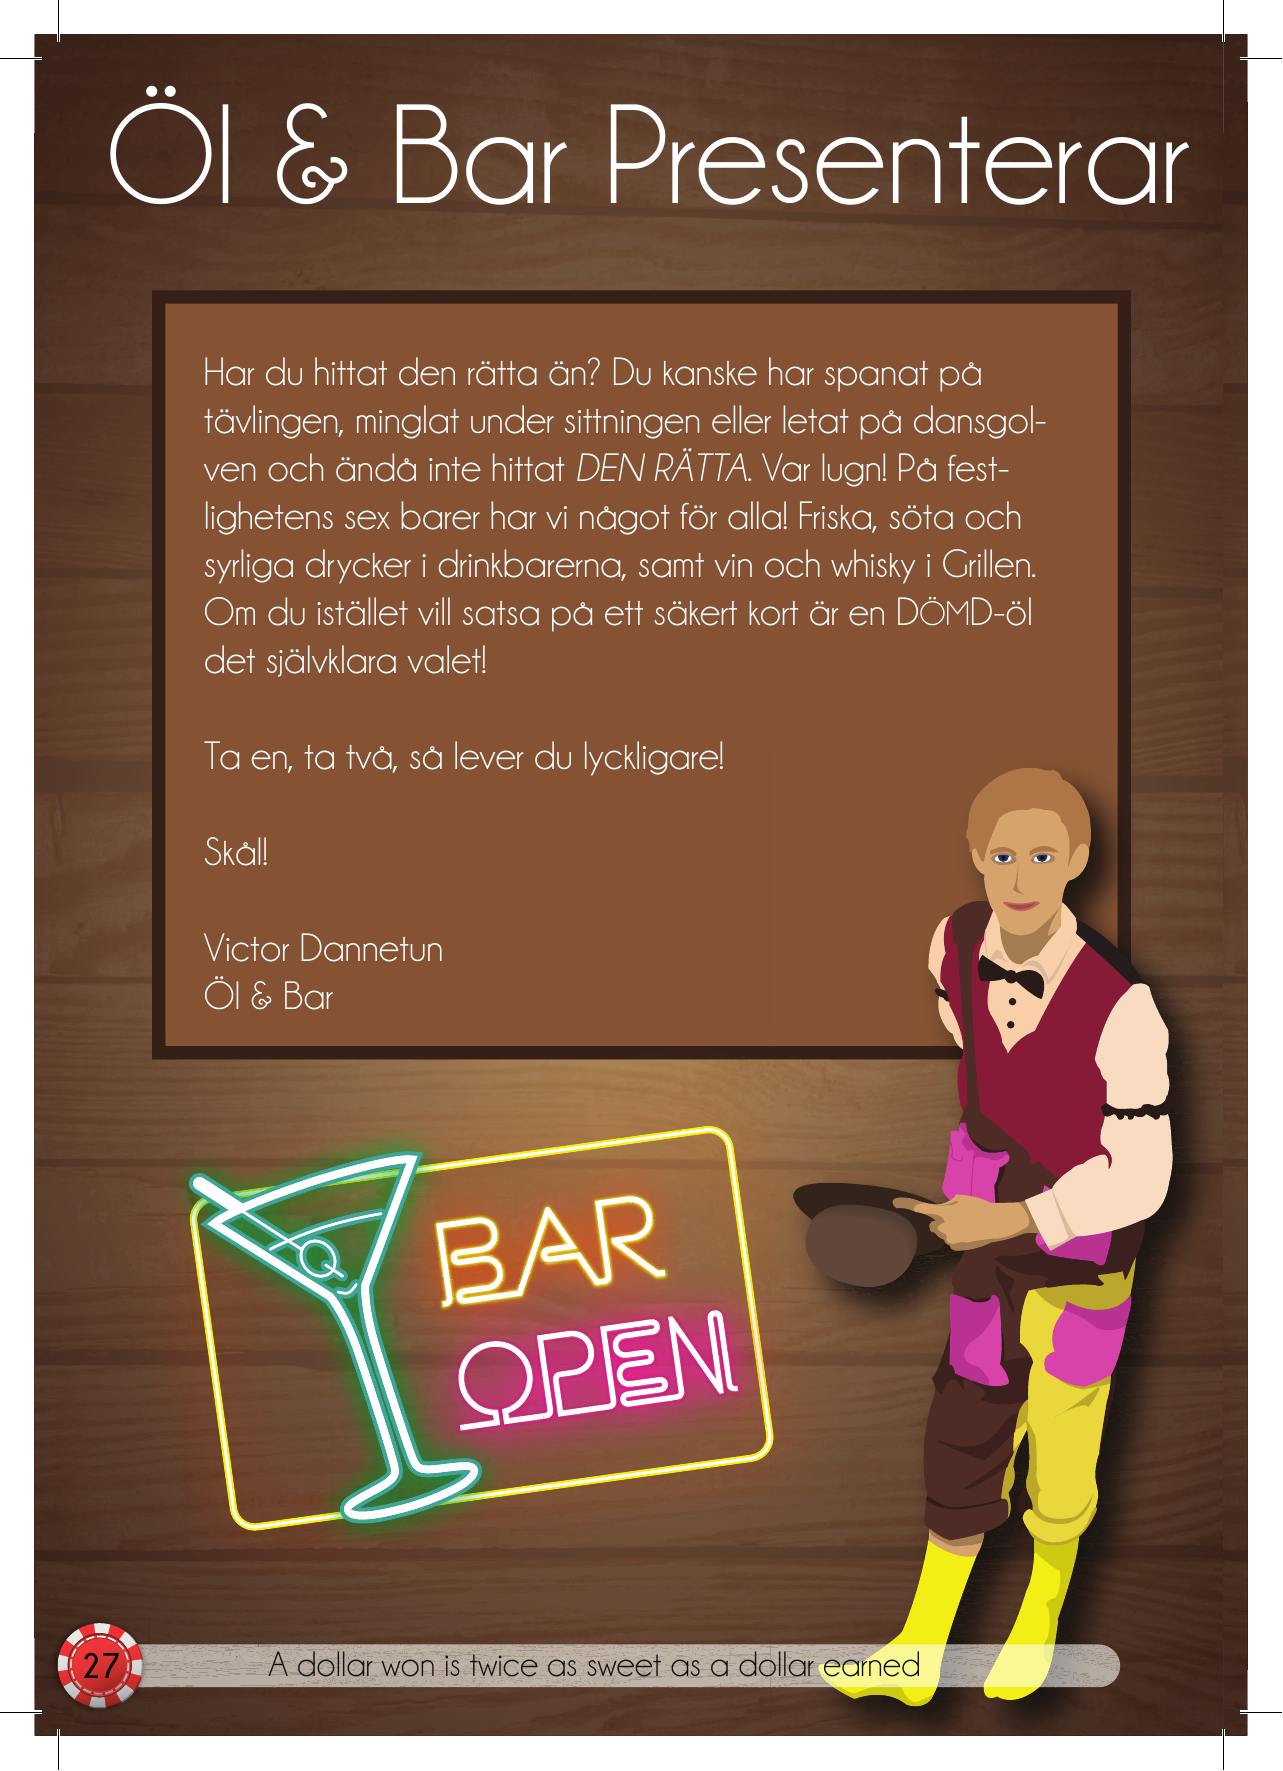 Öl & Bar Presenterar
Har du hittat den rätta än? Du kanske har spanat på
tävlingen, minglat under sittningen eller letat på dansgol-
ven och ändå inte hittat DEN RÄTTA. Var lugn! På fest-
lighetens sex barer har vi något för alla! Friska, söta och
syrliga drycker i drinkbarerna, samt vin och whisky i Grillen.
Om du istället vill satsa på ett säkert kort är en DÖMD-öl
det självklara valet!
Ta en, ta två, så lever du lyckligare!
Skål!
Victor Dannetun
Öl & Bar
BAR
OPEN
27
A dollar won is twice as sweet as a dollar earned